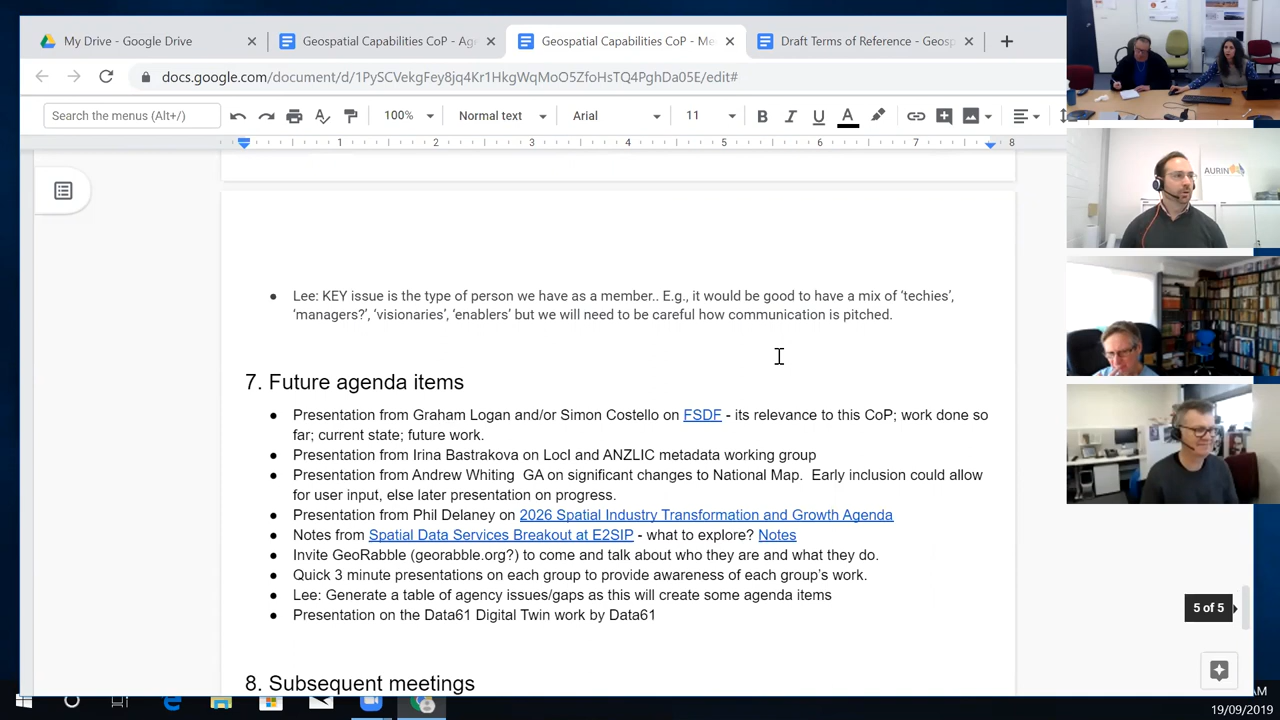 My Drive - Google Drive
Geospatial Capabilities CoP - Ag
Geospatial Capabilities CoP - Me
Draft Terms of Reference - Geosp
docs.google.com/document/d/1PySCVekgFey8jq4Kr1HkgWqMoO5ZfoHsTQ4PghDa05E/edit#
Search the menus (Alt+/)
100%
Normal text
Arial
11
B I U A
1 2 3 4 5 6 7 8
AURIN
● Lee: KEY issue is the type of person we have as a member.. E.g., it would be good to have a mix of ‘techies’,
‘managers?’, ‘visionaries’, ‘enablers’ but we will need to be careful how communication is pitched.
7. Future agenda items
● Presentation from Graham Logan and/or Simon Costello on FSDF - its relevance to this CoP; work done so
far; current state; future work.
● Presentation from Irina Bastrakova on LocI and ANZLIC metadata working group
● Presentation from Andrew Whiting GA on significant changes to National Map. Early inclusion could allow
for user input, else later presentation on progress.
● Presentation from Phil Delaney on 2026 Spatial Industry Transformation and Growth Agenda
● Notes from Spatial Data Services Breakout at E2SIP - what to explore? Notes
● Invite GeoRabble (georabble.org?) to come and talk about who they are and what they do.
● Quick 3 minute presentations on each group to provide awareness of each group’s work.
● Lee: Generate a table of agency issues/gaps as this will create some agenda items
● Presentation on the Data61 Digital Twin work by Data61
5 of 5
8. Subsequent meetings
AM
19/09/2019